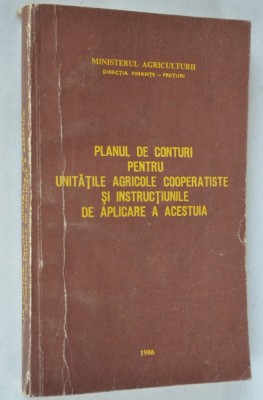 MINISTERUL AGRICULTURII
DIRECȚIA FINANȚE - PREȚURI
PLANUL DE CONTURI
PENTRU
UNITĂȚILE AGRICOLE COOPERATISTE
ȘI INSTRUCȚIUNILE
DE APLICARE A ACESTUIA
1986